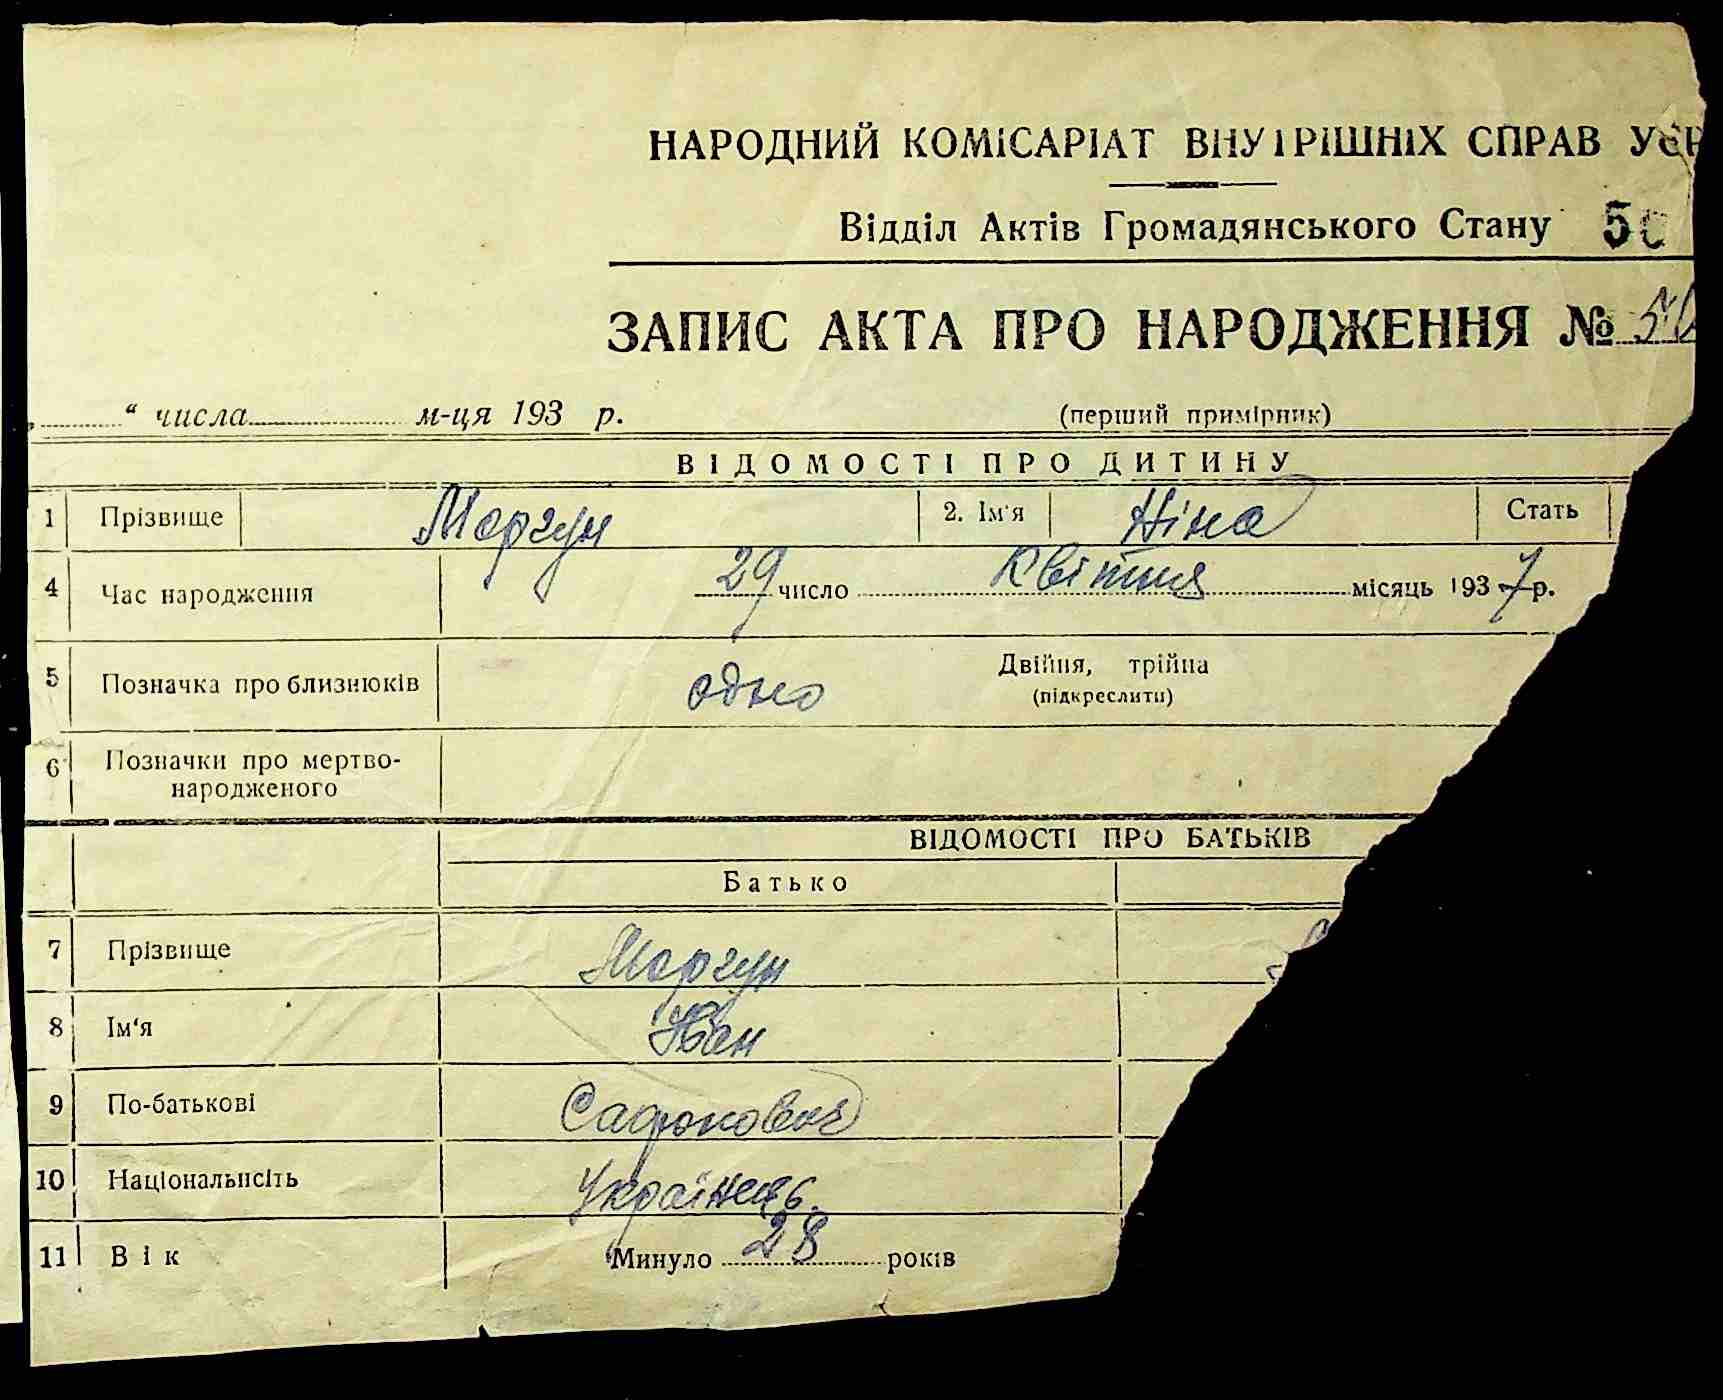 НАРОДНИЙ КОМІСАРІАТ ВНУТРІШНІХ СПРАВ
Відділ Актів Громадянського Стану 5
ЗАПИС АКТА ПРО НАРОДЖЕННЯ №
„ “ числа м-ця 193 р. (перший примірник)
ВІДОМОСТІ ПРО ДИТИНУ
1 Прізвище Моргун 2. Ім'я Ніна Стать
4 Час народження 29 число Квітня місяць 1937 р.
5 Позначка про близнюків одно Двійня, трійня
(підкреслити)
6 Позначки про мертво-
народженого
ВІДОМОСТІ ПРО БАТЬКІВ
Батько
7 Прізвище Моргун
8 Ім'я Іван
9 По-батькові Сафонович
10 Національність Українець.
11 Вік Минуло 28 років